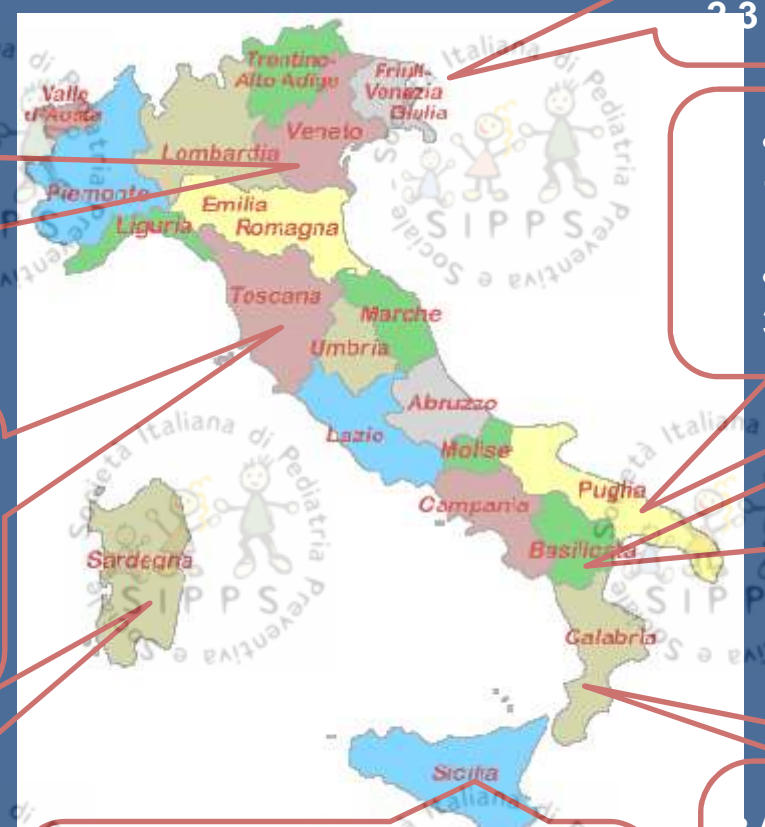 2 3
Trentino-
Alto Adige
Friuli-
Venezia
Giulia
Valle
d'Aosta
Veneto
Lombardia
Piemonte
Emilia
Romagna
Liguria
Toscana
Marche
Umbria
Abruzzo
Lazio
Molise
Puglia
Campania
Basilicata
Sardegna
Calabria
Sicilia
Società Italiana di Pediatria Preventiva e Sociale
SIPPS